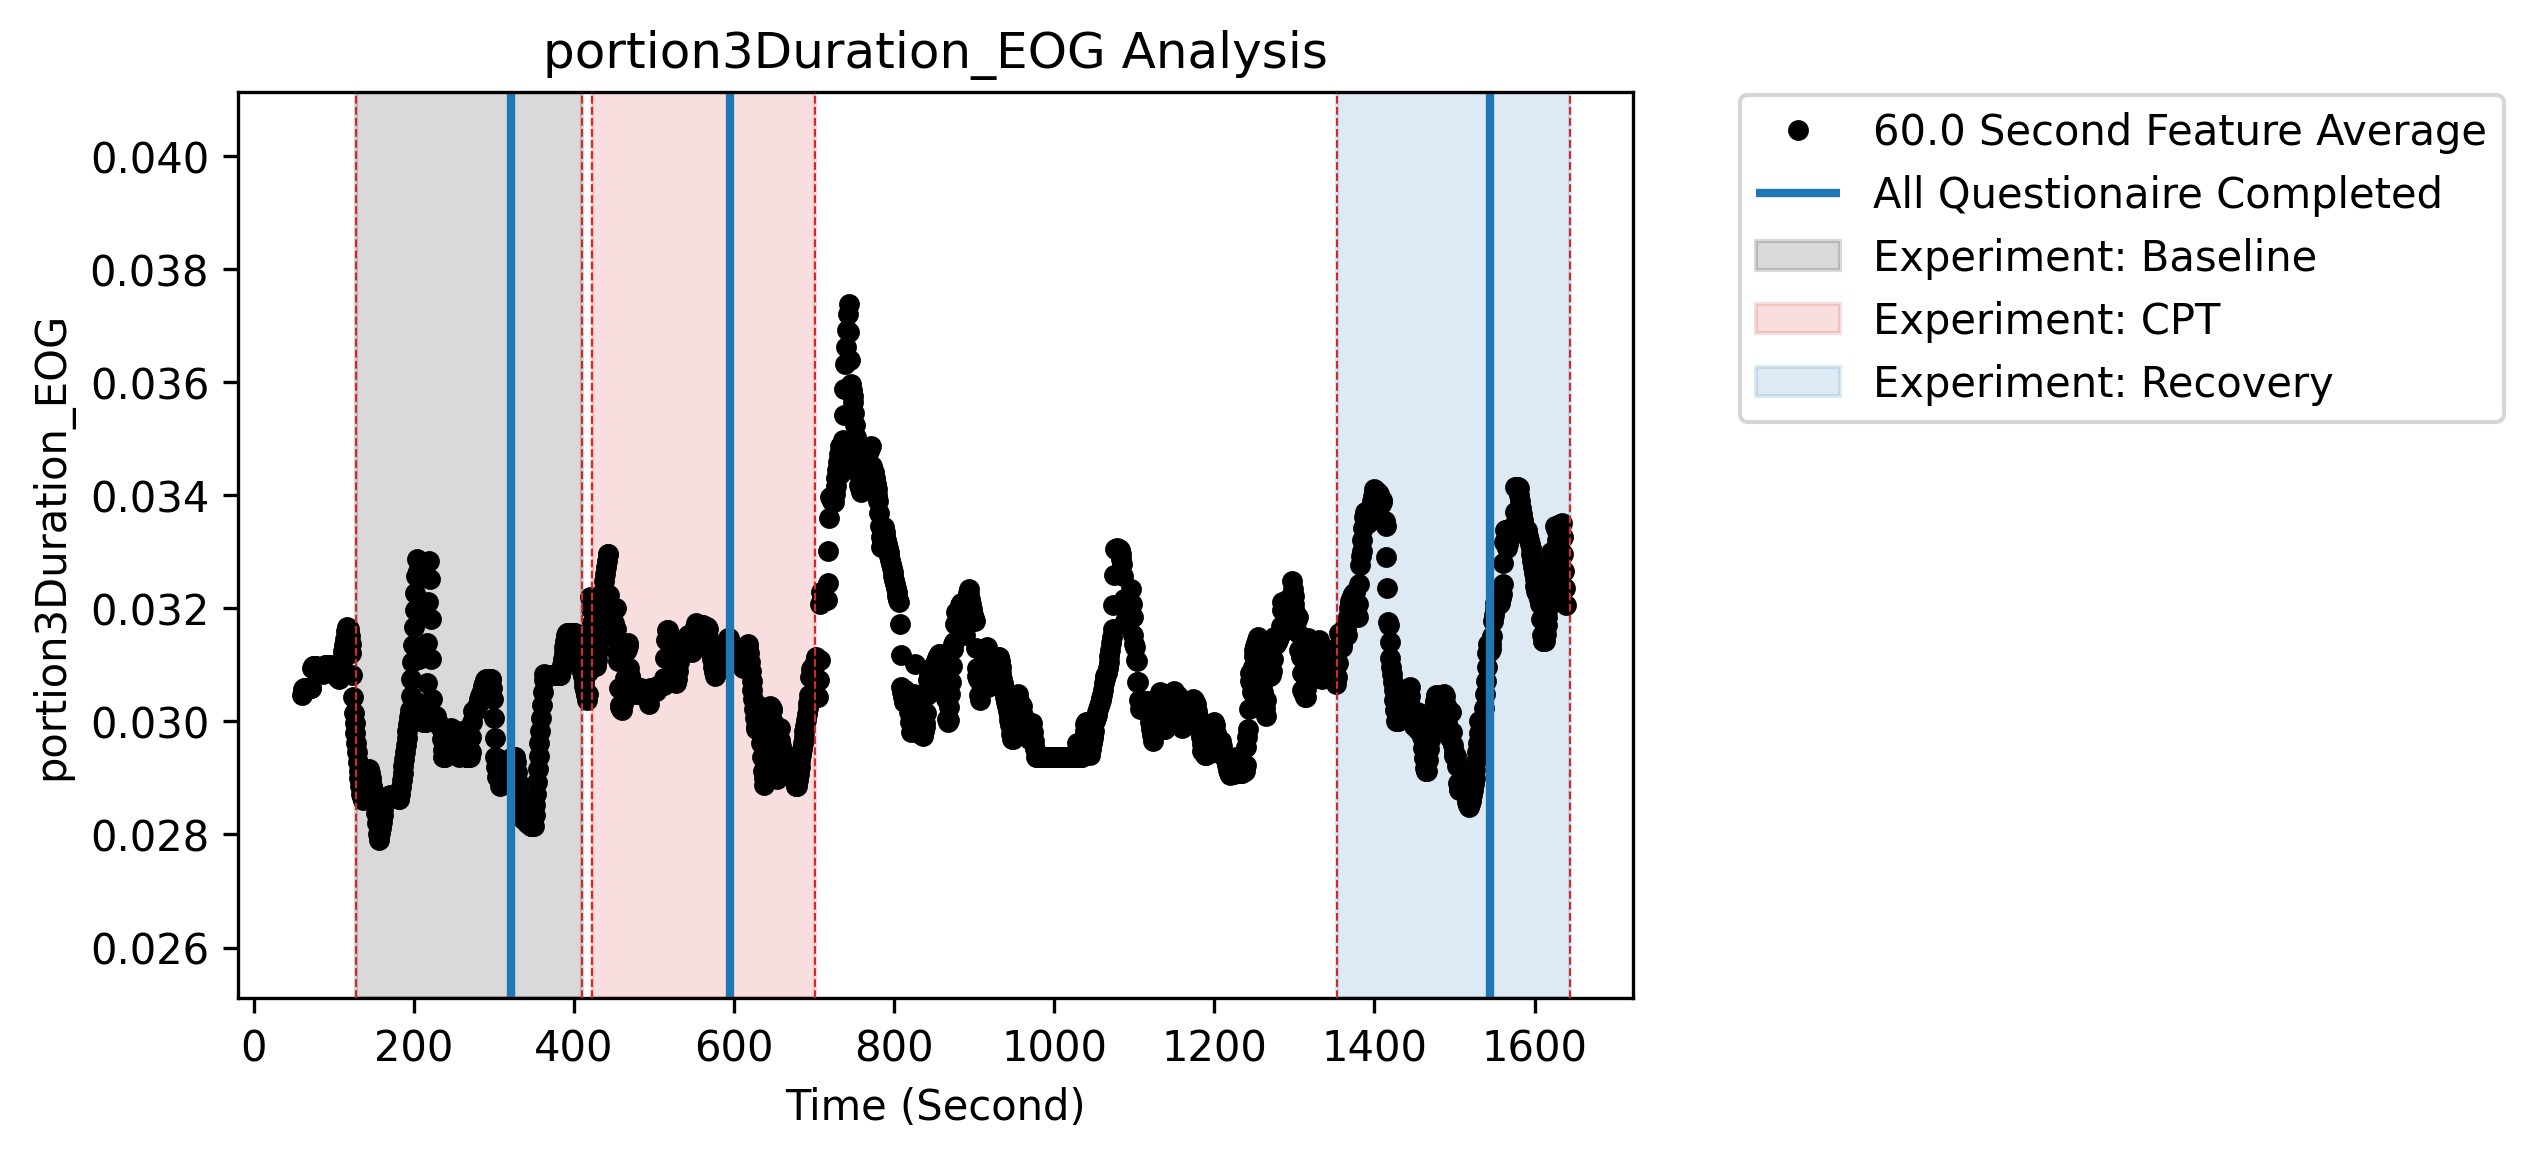 portion3Duration_EOG Analysis
60.0 Second Feature Average
All Questionaire Completed
Experiment: Baseline
Experiment: CPT
Experiment: Recovery
portion3Duration_EOG
0.040
0.038
0.036
0.034
0.032
0.030
0.028
0.026
0 200 400 600 800 1000 1200 1400 1600
Time (Second)